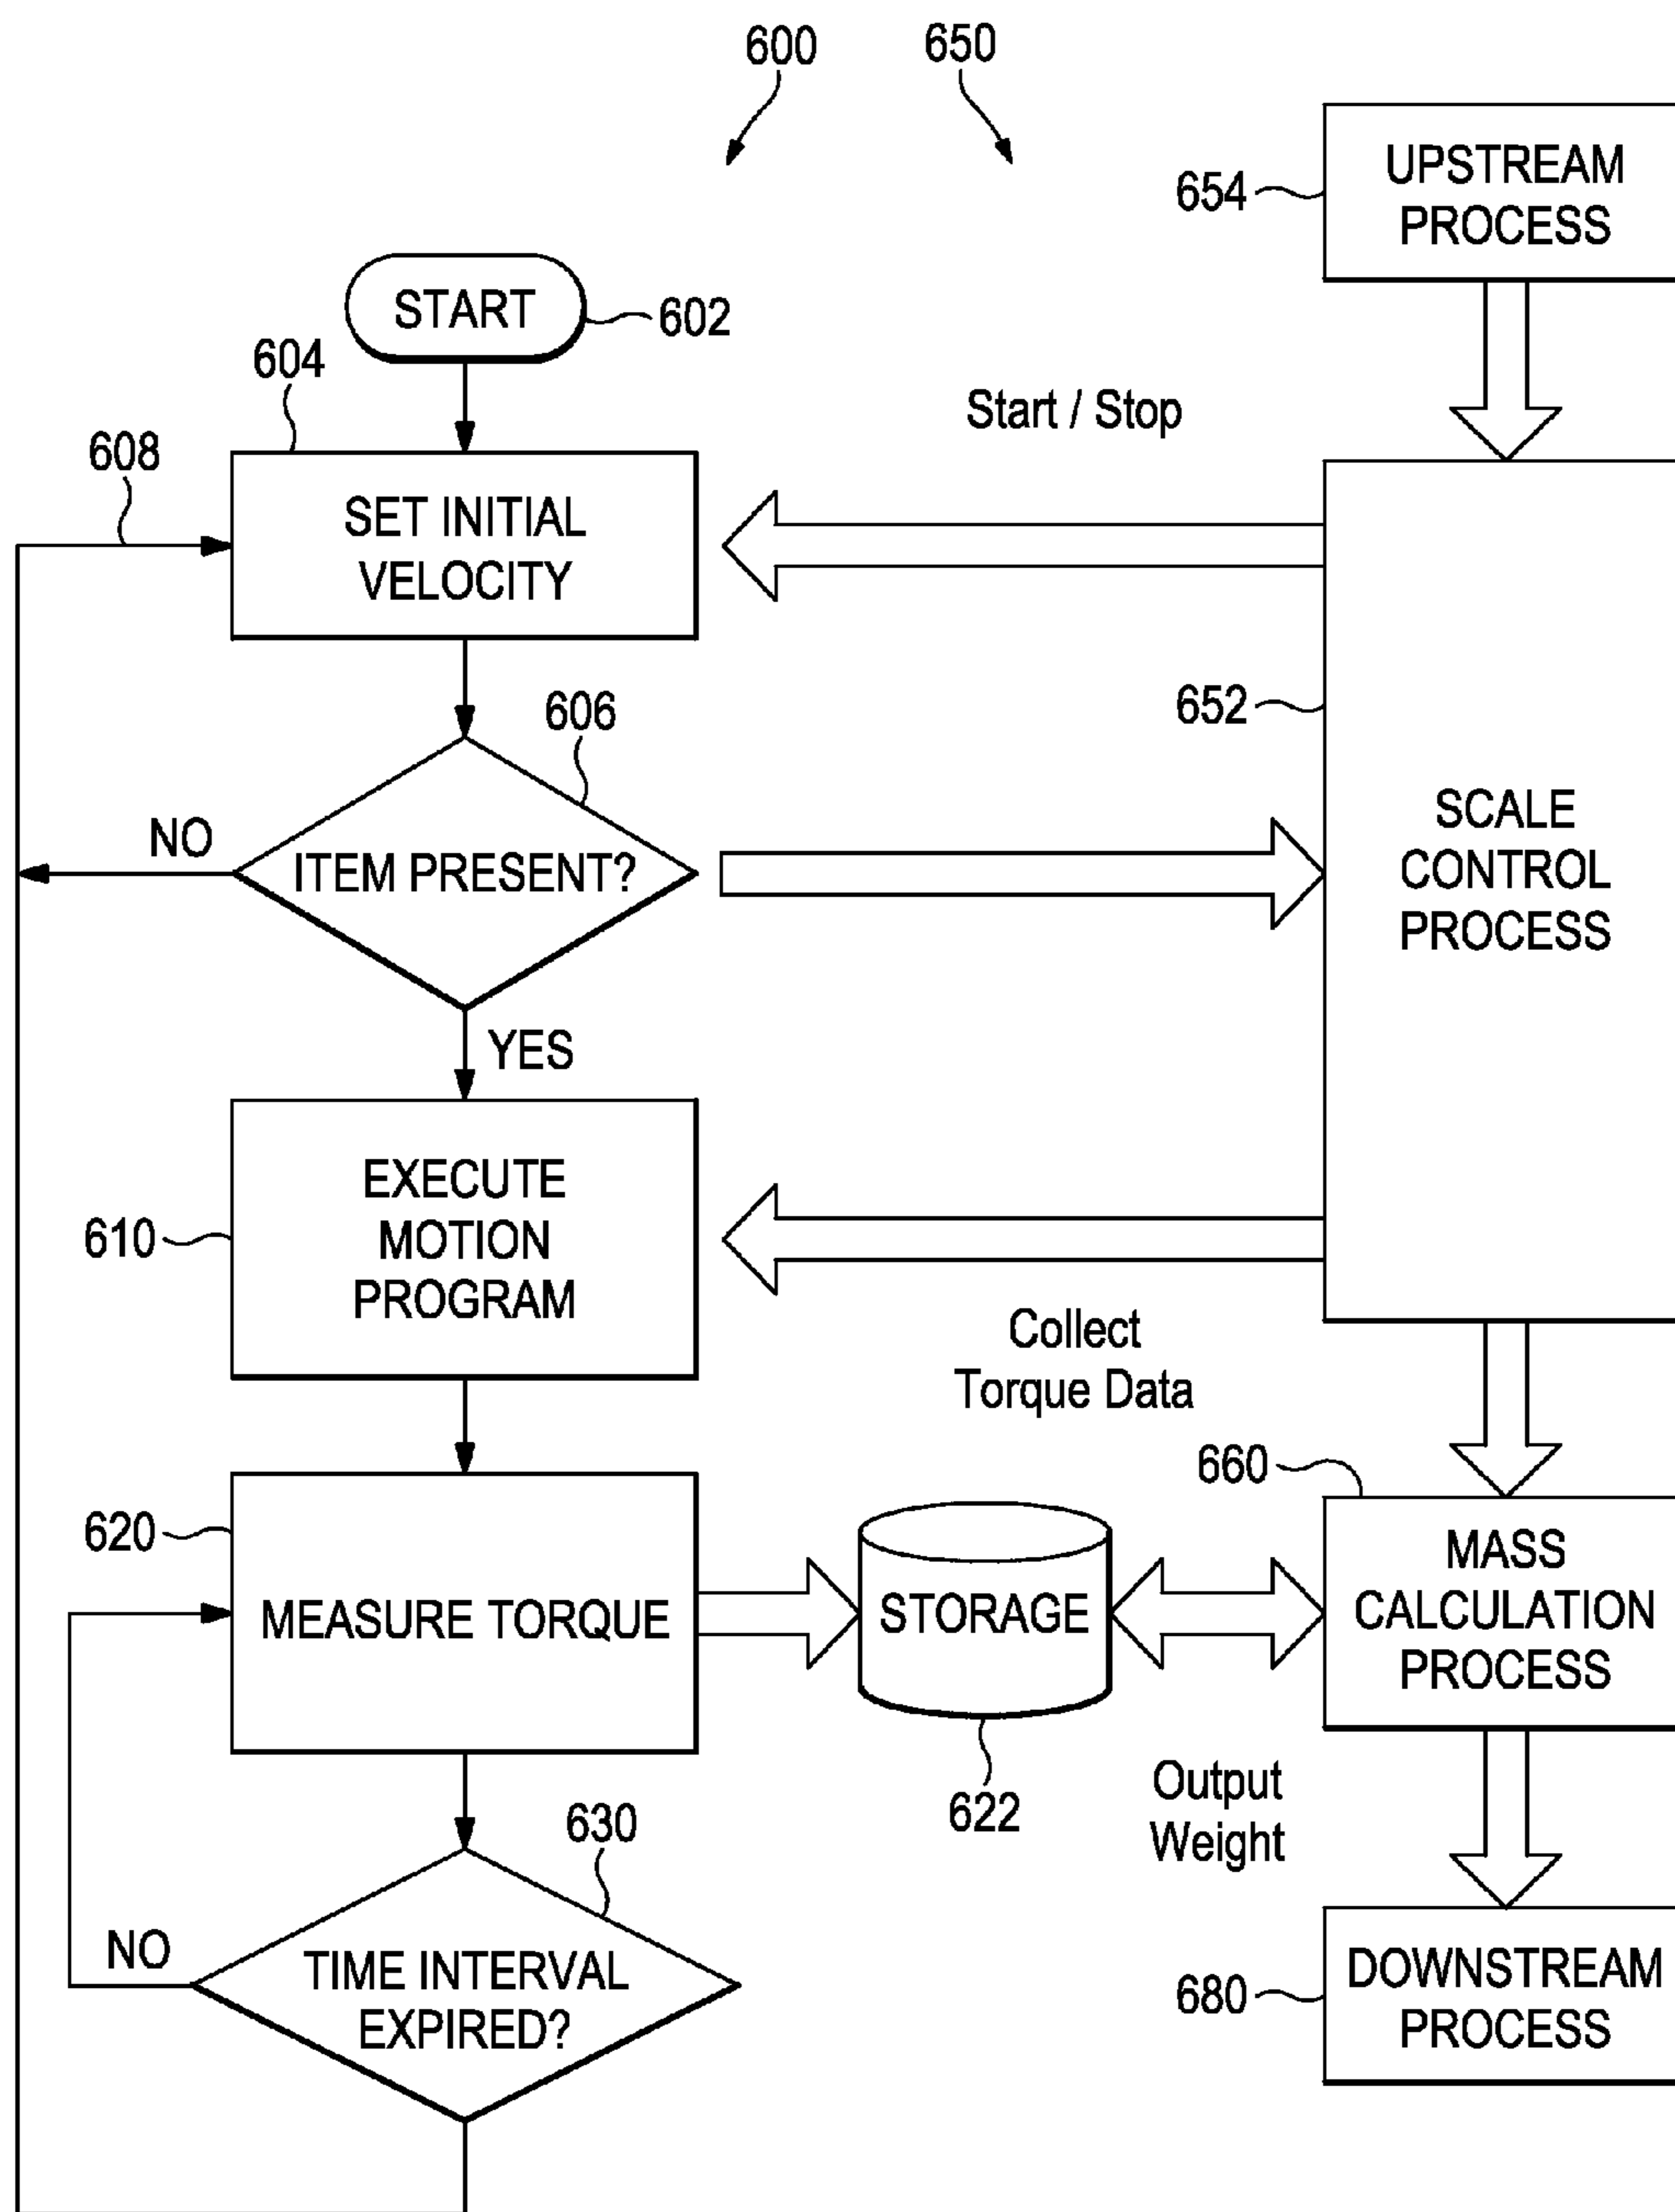 600
650
654
UPSTREAM
PROCESS
START
602
604
608
Start / Stop
SET INITIAL
VELOCITY
606
652
NO
ITEM PRESENT?
SCALE
CONTROL
PROCESS
YES
610
EXECUTE
MOTION
PROGRAM
Collect
Torque Data
660
620
MEASURE TORQUE
STORAGE
MASS
CALCULATION
PROCESS
622
Output
Weight
630
NO
TIME INTERVAL
EXPIRED?
680
DOWNSTREAM
PROCESS